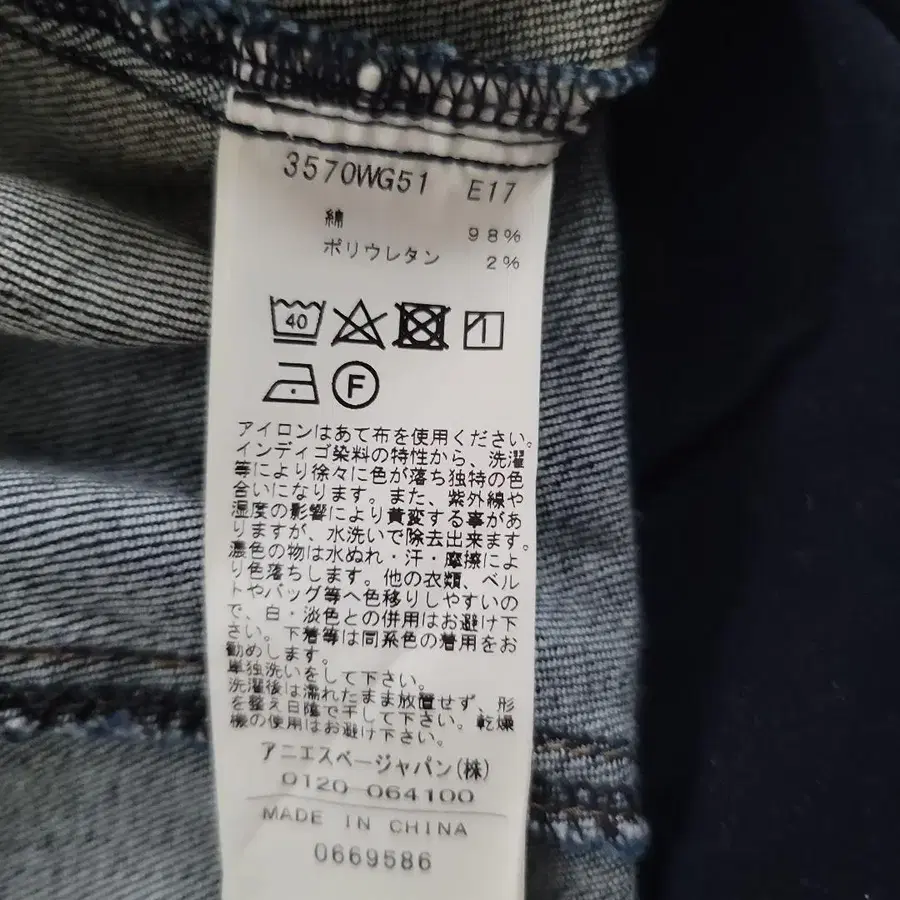 3570WG51 E17
綿 98%
ポリウレタン 2%
40
F
アイロンはあて布を使用ください。
インディゴ染料の特性から、洗濯
等により徐々に色が落ち独特の色
合いになります。また、紫外線や
湿度の影響により黄変する事があ
りますが、水洗いで除去出来ます。
濃色の物は水ぬれ・汗・摩擦によ
り色落ちします。他の衣類、ベル
トやバッグ等へ色移りしやすいの
で、白・淡色との併用はお避け下
さい。下着等は同系色の着用をお
勧めします。
単独洗いをして下さい。
洗濯後は濡れたまま放置せず、形
を整え日陰で干して下さい。乾燥
機の使用はお避け下さい。
アニエスベージャパン(株)
0120-064100
MADE IN CHINA
0669586